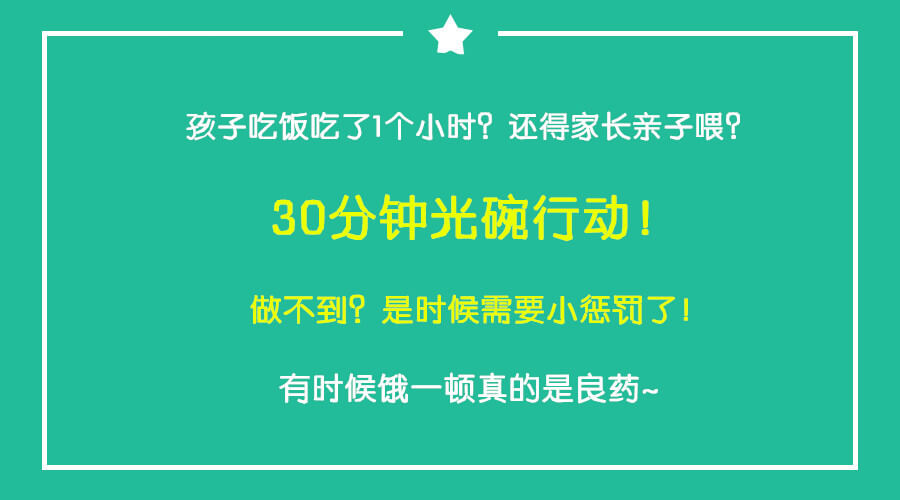 孩子吃饭吃了1个小时？还得家长亲子喂？
30分钟光碗行动！
做不到？是时候需要小惩罚了！
有时候饿一顿真的是良药~